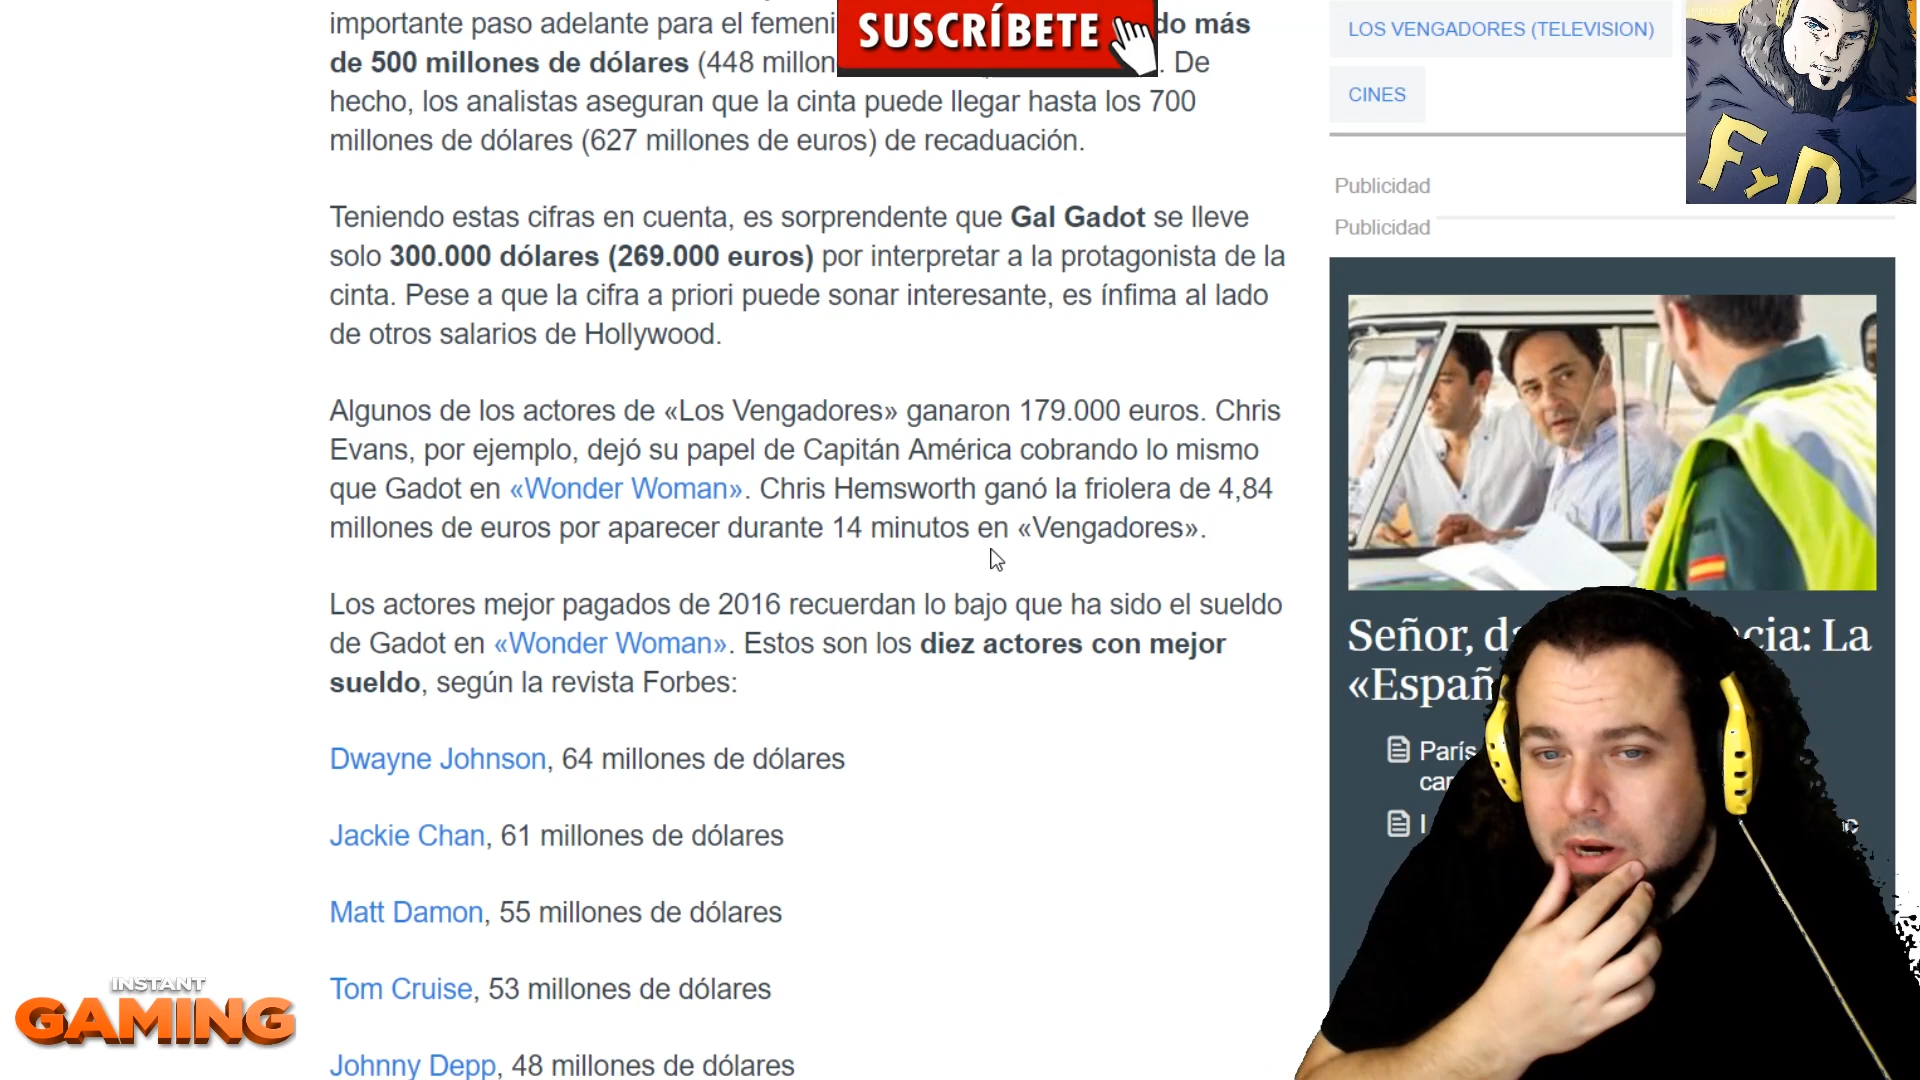 importante paso adelante para el
do más
de 500 millones de dólares (448
. De
hecho, los analistas aseguran que la cinta puede llegar hasta los 700
millones de dólares (627 millones de euros) de recaduación.
Teniendo estas cifras en cuenta, es sorprendente que Gal Gadot se lleve
solo 300.000 dólares (269.000 euros) por interpretar a la protagonista de la
cinta. Pese a que la cifra a priori puede sonar interesante, es ínfima al lado
de otros salarios de Hollywood.
Algunos de los actores de «Los Vengadores» ganaron 179.000 euros. Chris
Evans, por ejemplo, dejó su papel de Capitán América cobrando lo mismo
que Gadot en «Wonder Woman». Chris Hemsworth ganó la friolera de 4,84
millones de euros por aparecer durante 14 minutos en «Vengadores».
Los actores mejor pagados de 2016 recuerdan lo bajo que ha sido el sueldo
de Gadot en «Wonder Woman». Estos son los diez actores con mejor
sueldo, según la revista Forbes:
Dwayne Johnson, 64 millones de dólares
Jackie Chan, 61 millones de dólares
Matt Damon, 55 millones de dólares
Tom Cruise, 53 millones de dólares
Johnny Depp, 48 millones de dólares
SUSCRÍBETE
LOS VENGADORES (TELEVISION)
CINES
F y D
Publicidad
Publicidad
Señor,
cia: La
«Españ
París
INSTANT
GAMING